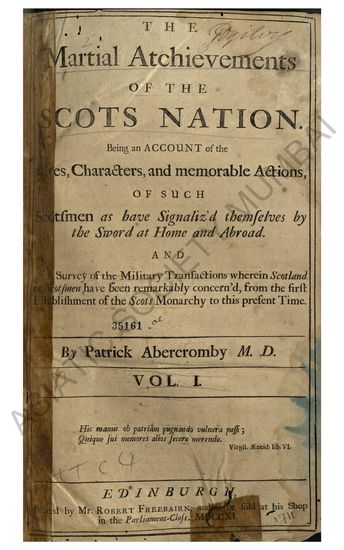 THE
Ogilvy
Martial Atchievements
OF THE
SCOTS NATION.
Being an ACCOUNT of the
Lives, Characters, and memorable Actions,
OF SUCH
Scotsmen as have Signaliz'd themselves by
the Sword at Home and Abroad.
AND
A Survey of the Military Transactions wherein Scotland
or Scotsmen have been remarkably concern'd, from the first
Establishment of the Scots Monarchy to this present Time.
35161
By Patrick Abercromby M. D.
VOL. I.
Hic manus ob patriam pugnando vulnera passi;
Quique sui memores alios fecere merendo.
Virgil. Æneid. lib. VI.
TTC4
EDINBURGH,
Printed by Mr. ROBERT FREEBAIRN, and to be sold at his Shop
in the Parliament-Close. MDCCXI.
1711
ASIATIC SOCIETY MUMBAI